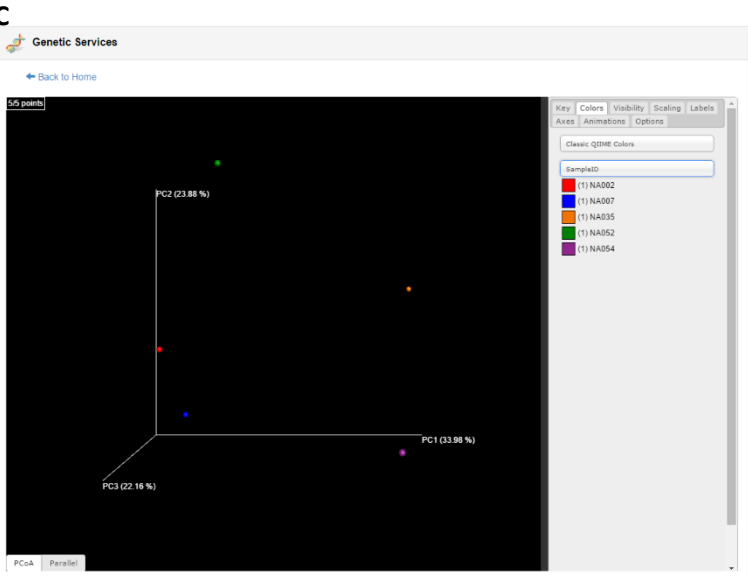 C
Genetic Services
Back to Home
5/5 points
Key Colors Visibility Scaling Labels
Axes Animations Options
Classic QIIME Colors
SampleID
(1) NA002
(1) NA007
(1) NA035
(1) NA052
(1) NA054
PC2 (23.88 %)
PC1 (33.98 %)
PC3 (22.16 %)
PCoA Parallel